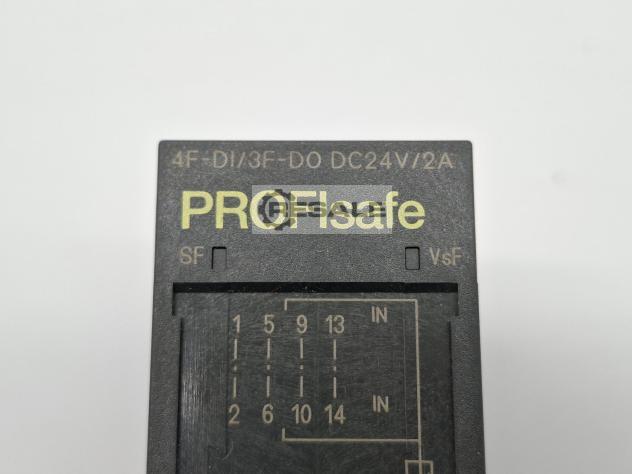 4F-DI/3F-DO DC24V/2A
PROFIsafe
RESALE
SF VsF
1 5 9 13 IN
2 6 10 14 IN